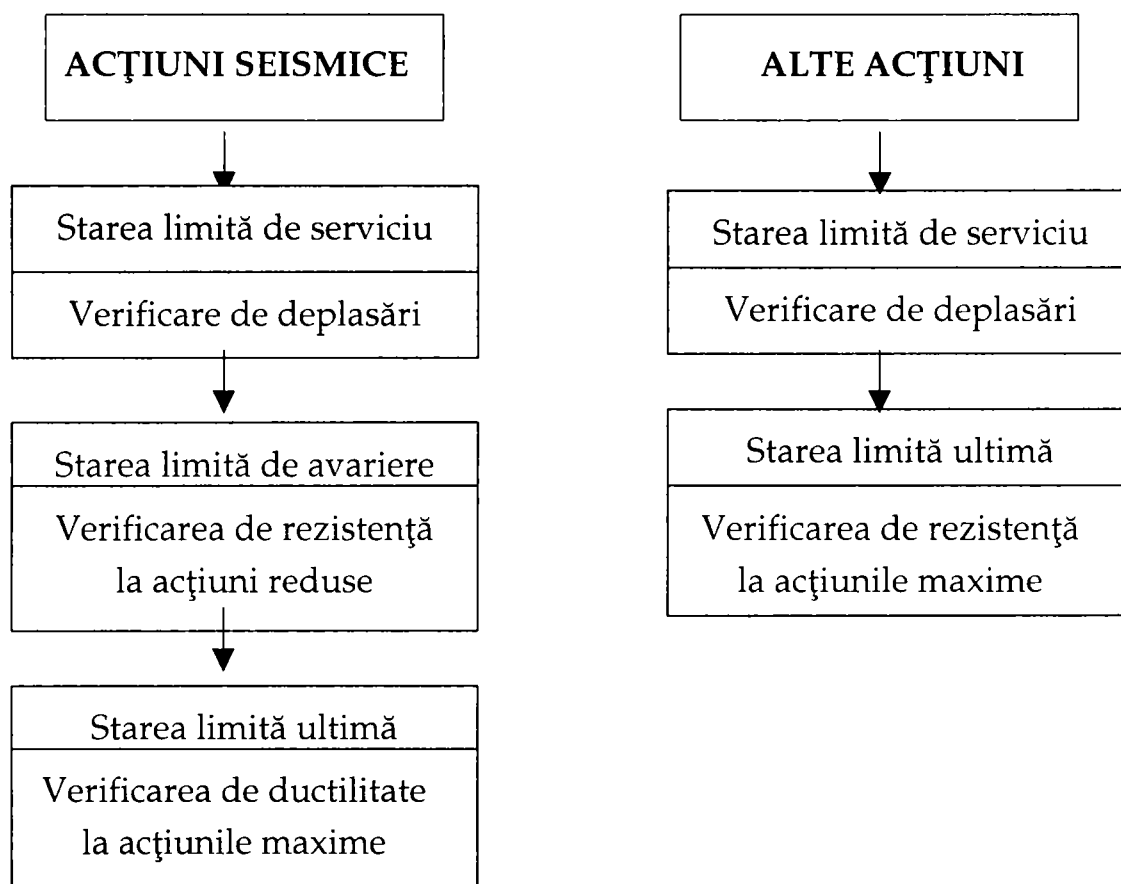 ACŢIUNI SEISMICE
Starea limită de serviciu
Verificare de deplasări
Starea limită de avariere
Verificarea de rezistenţă
la acţiuni reduse
Starea limită ultimă
Verificarea de ductilitate
la acţiunile maxime
ALTE ACŢIUNI
Starea limită de serviciu
Verificare de deplasări
Starea limită ultimă
Verificarea de rezistenţă
la acţiunile maxime